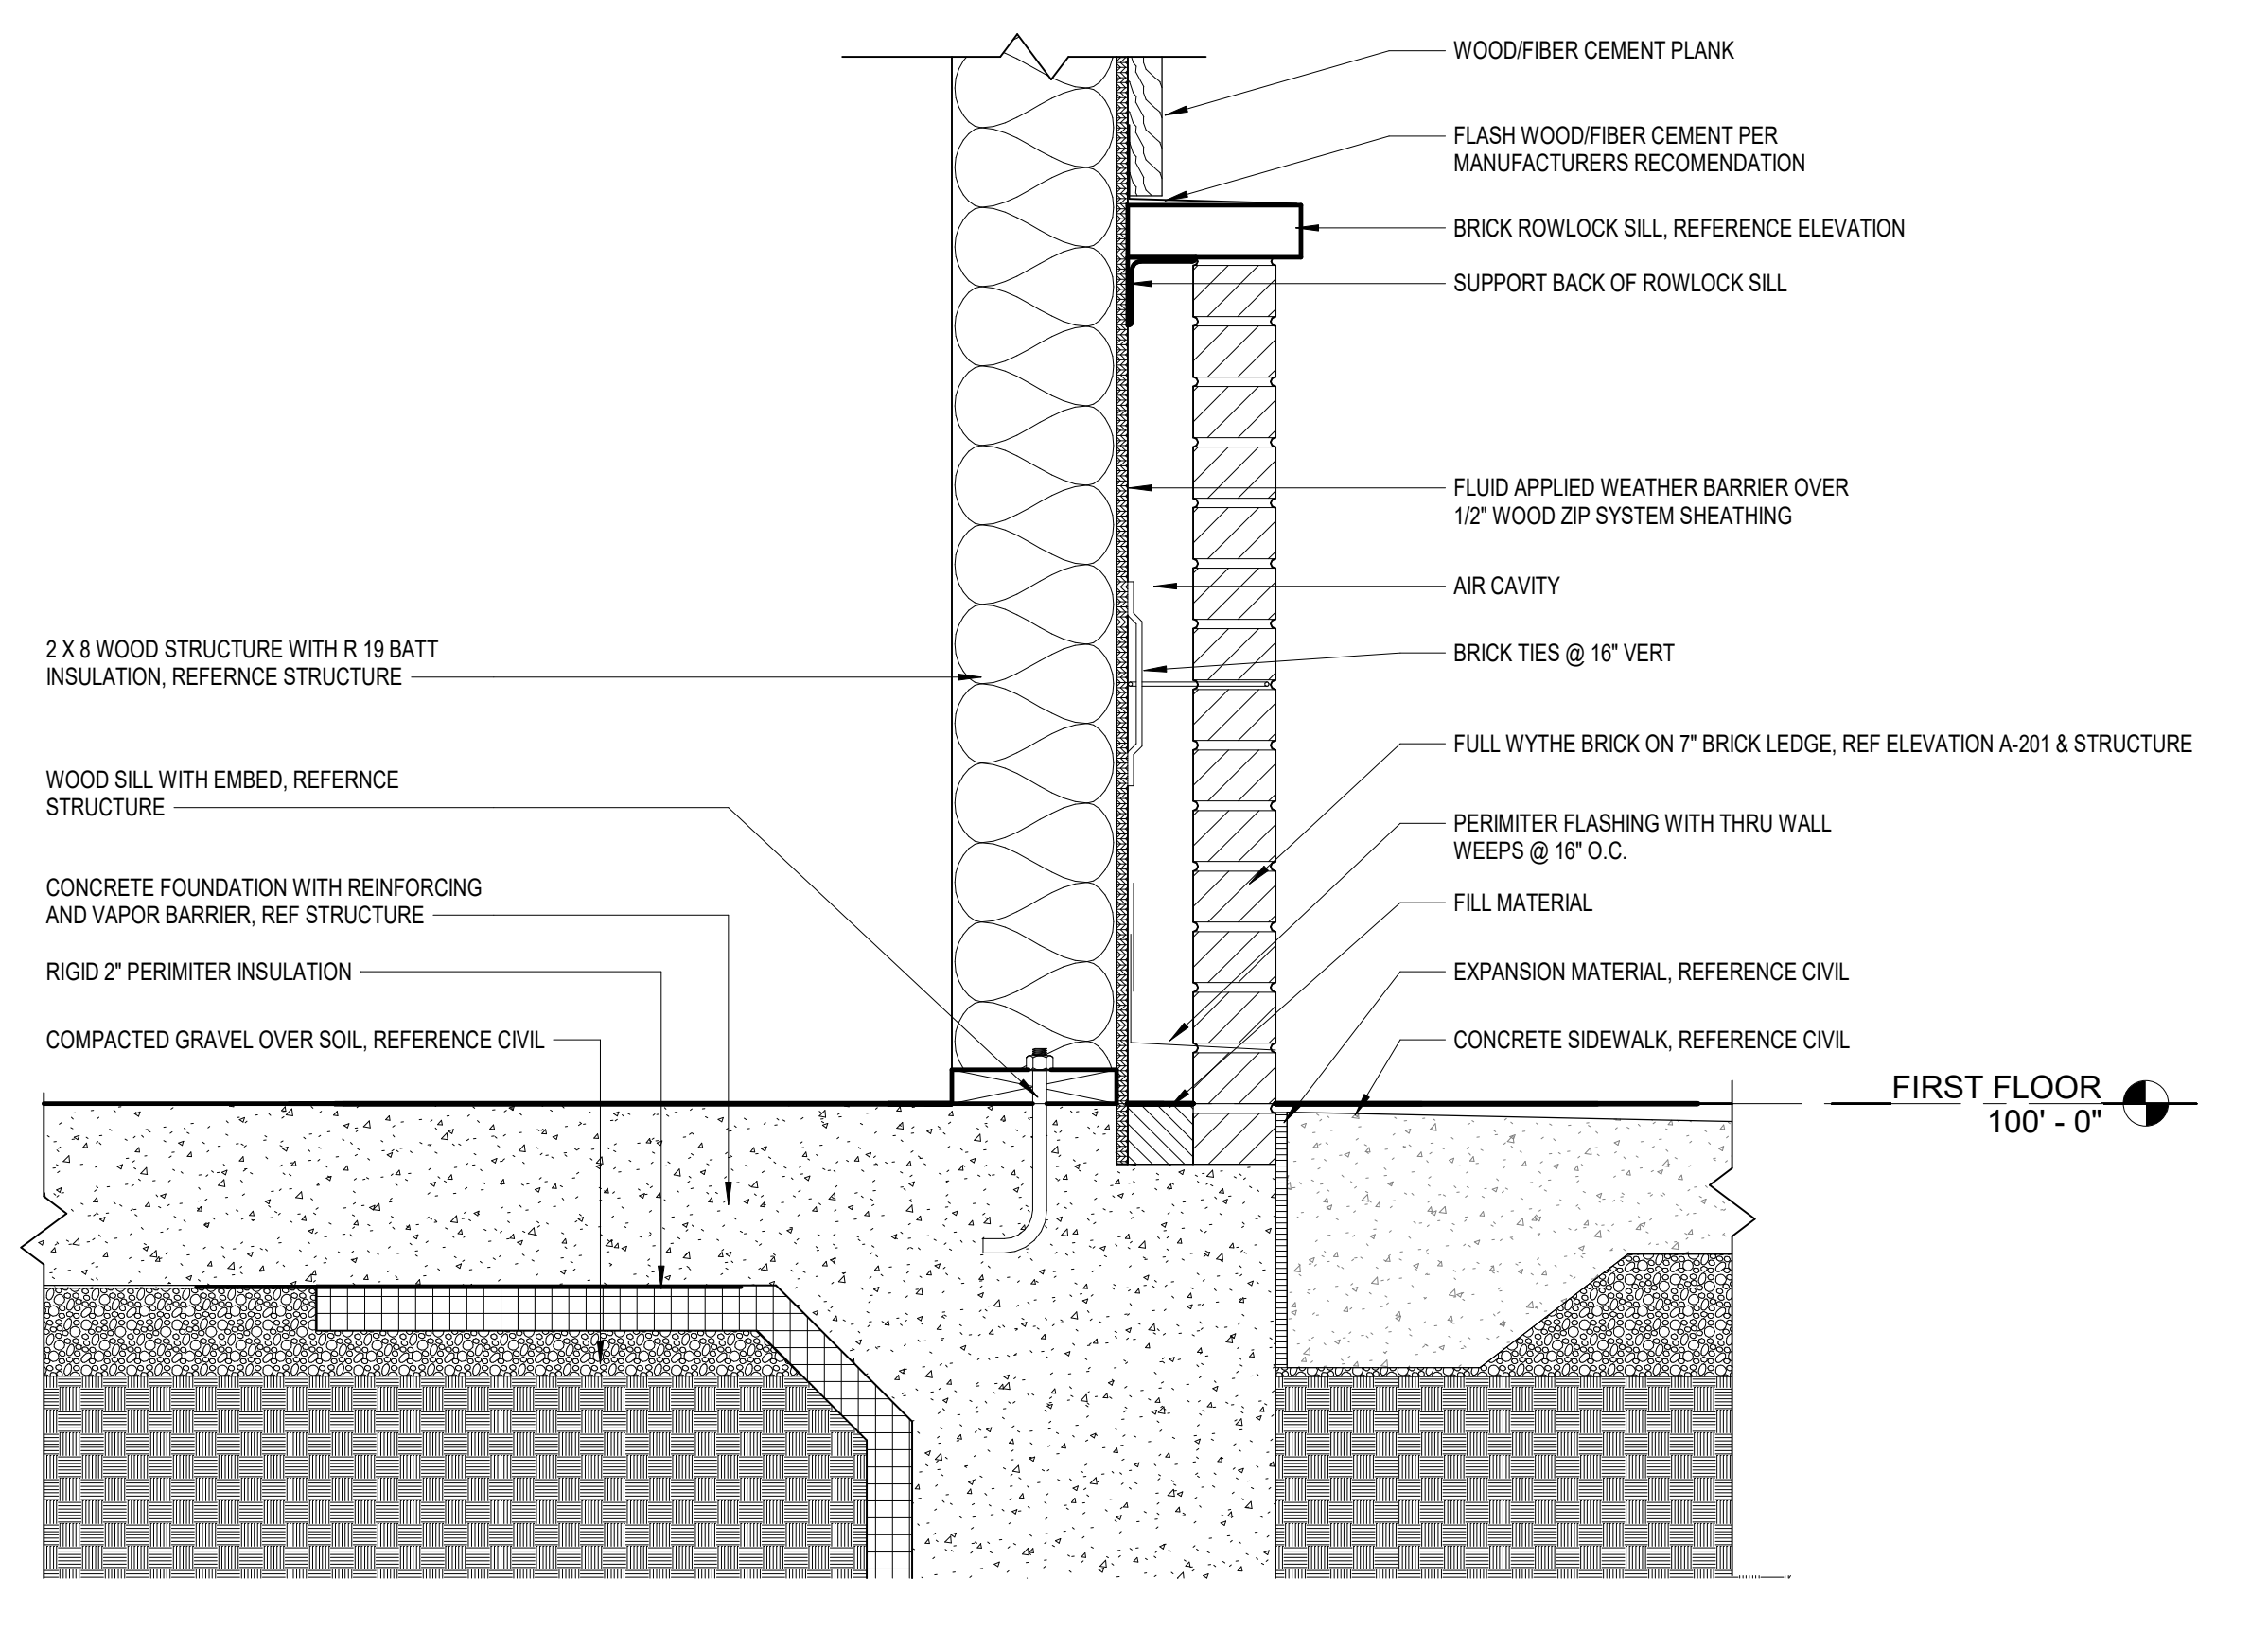 WOOD/FIBER CEMENT PLANK
FLASH WOOD/FIBER CEMENT PER
MANUFACTURERS RECOMENDATION
BRICK ROWLOCK SILL, REFERENCE ELEVATION
SUPPORT BACK OF ROWLOCK SILL
FLUID APPLIED WEATHER BARRIER OVER
1/2" WOOD ZIP SYSTEM SHEATHING
AIR CAVITY
BRICK TIES @ 16" VERT
FULL WYTHE BRICK ON 7" BRICK LEDGE, REF ELEVATION A-201 & STRUCTURE
PERIMITER FLASHING WITH THRU WALL
WEEPS @ 16" O.C.
FILL MATERIAL
EXPANSION MATERIAL, REFERENCE CIVIL
CONCRETE SIDEWALK, REFERENCE CIVIL
2 X 8 WOOD STRUCTURE WITH R 19 BATT
INSULATION, REFERNCE STRUCTURE
WOOD SILL WITH EMBED, REFERNCE
STRUCTURE
CONCRETE FOUNDATION WITH REINFORCING
AND VAPOR BARRIER, REF STRUCTURE
RIGID 2" PERIMITER INSULATION
COMPACTED GRAVEL OVER SOIL, REFERENCE CIVIL
FIRST FLOOR
100' - 0"